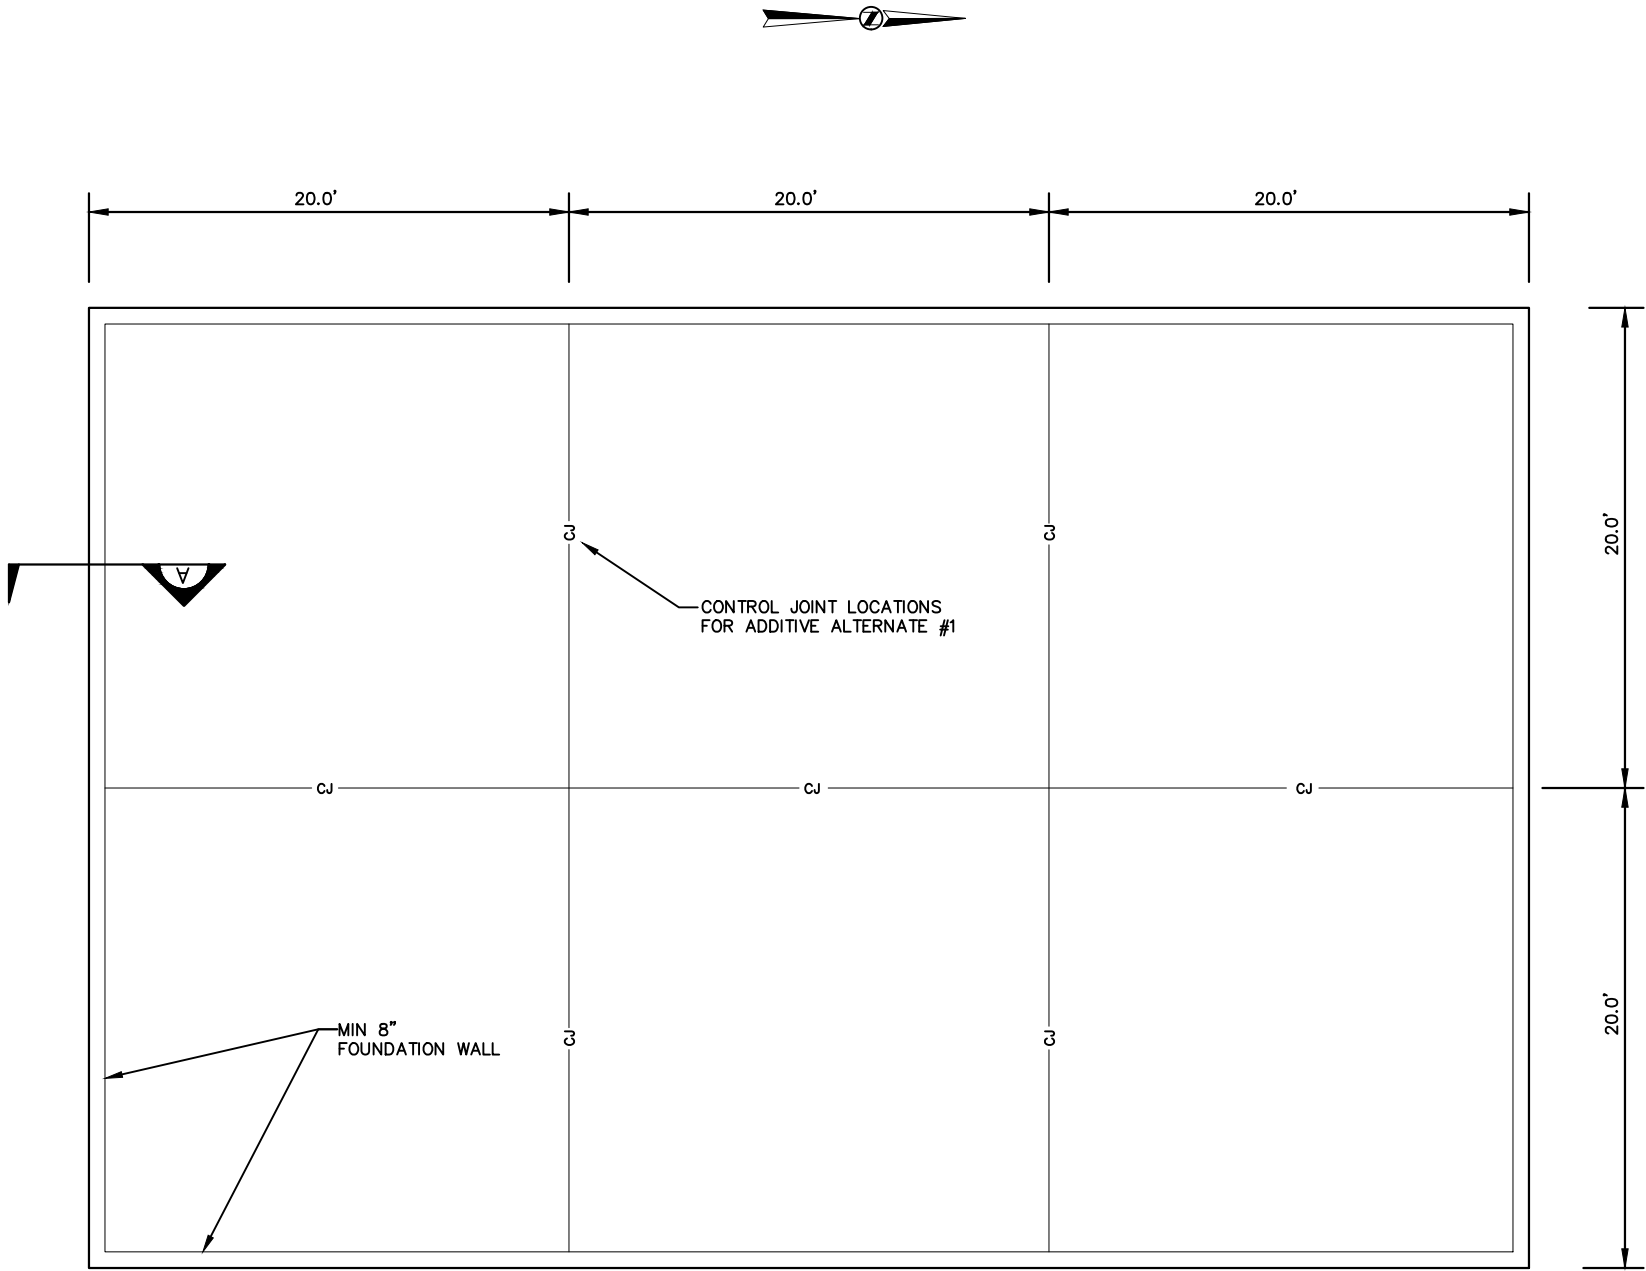 20.0'
20.0'
20.0'
20.0'
CJ
CJ
A
CONTROL JOINT LOCATIONS
FOR ADDITIVE ALTERNATE #1
CJ
CJ
CJ
20.0'
MIN 8"
FOUNDATION WALL
CJ
CJ